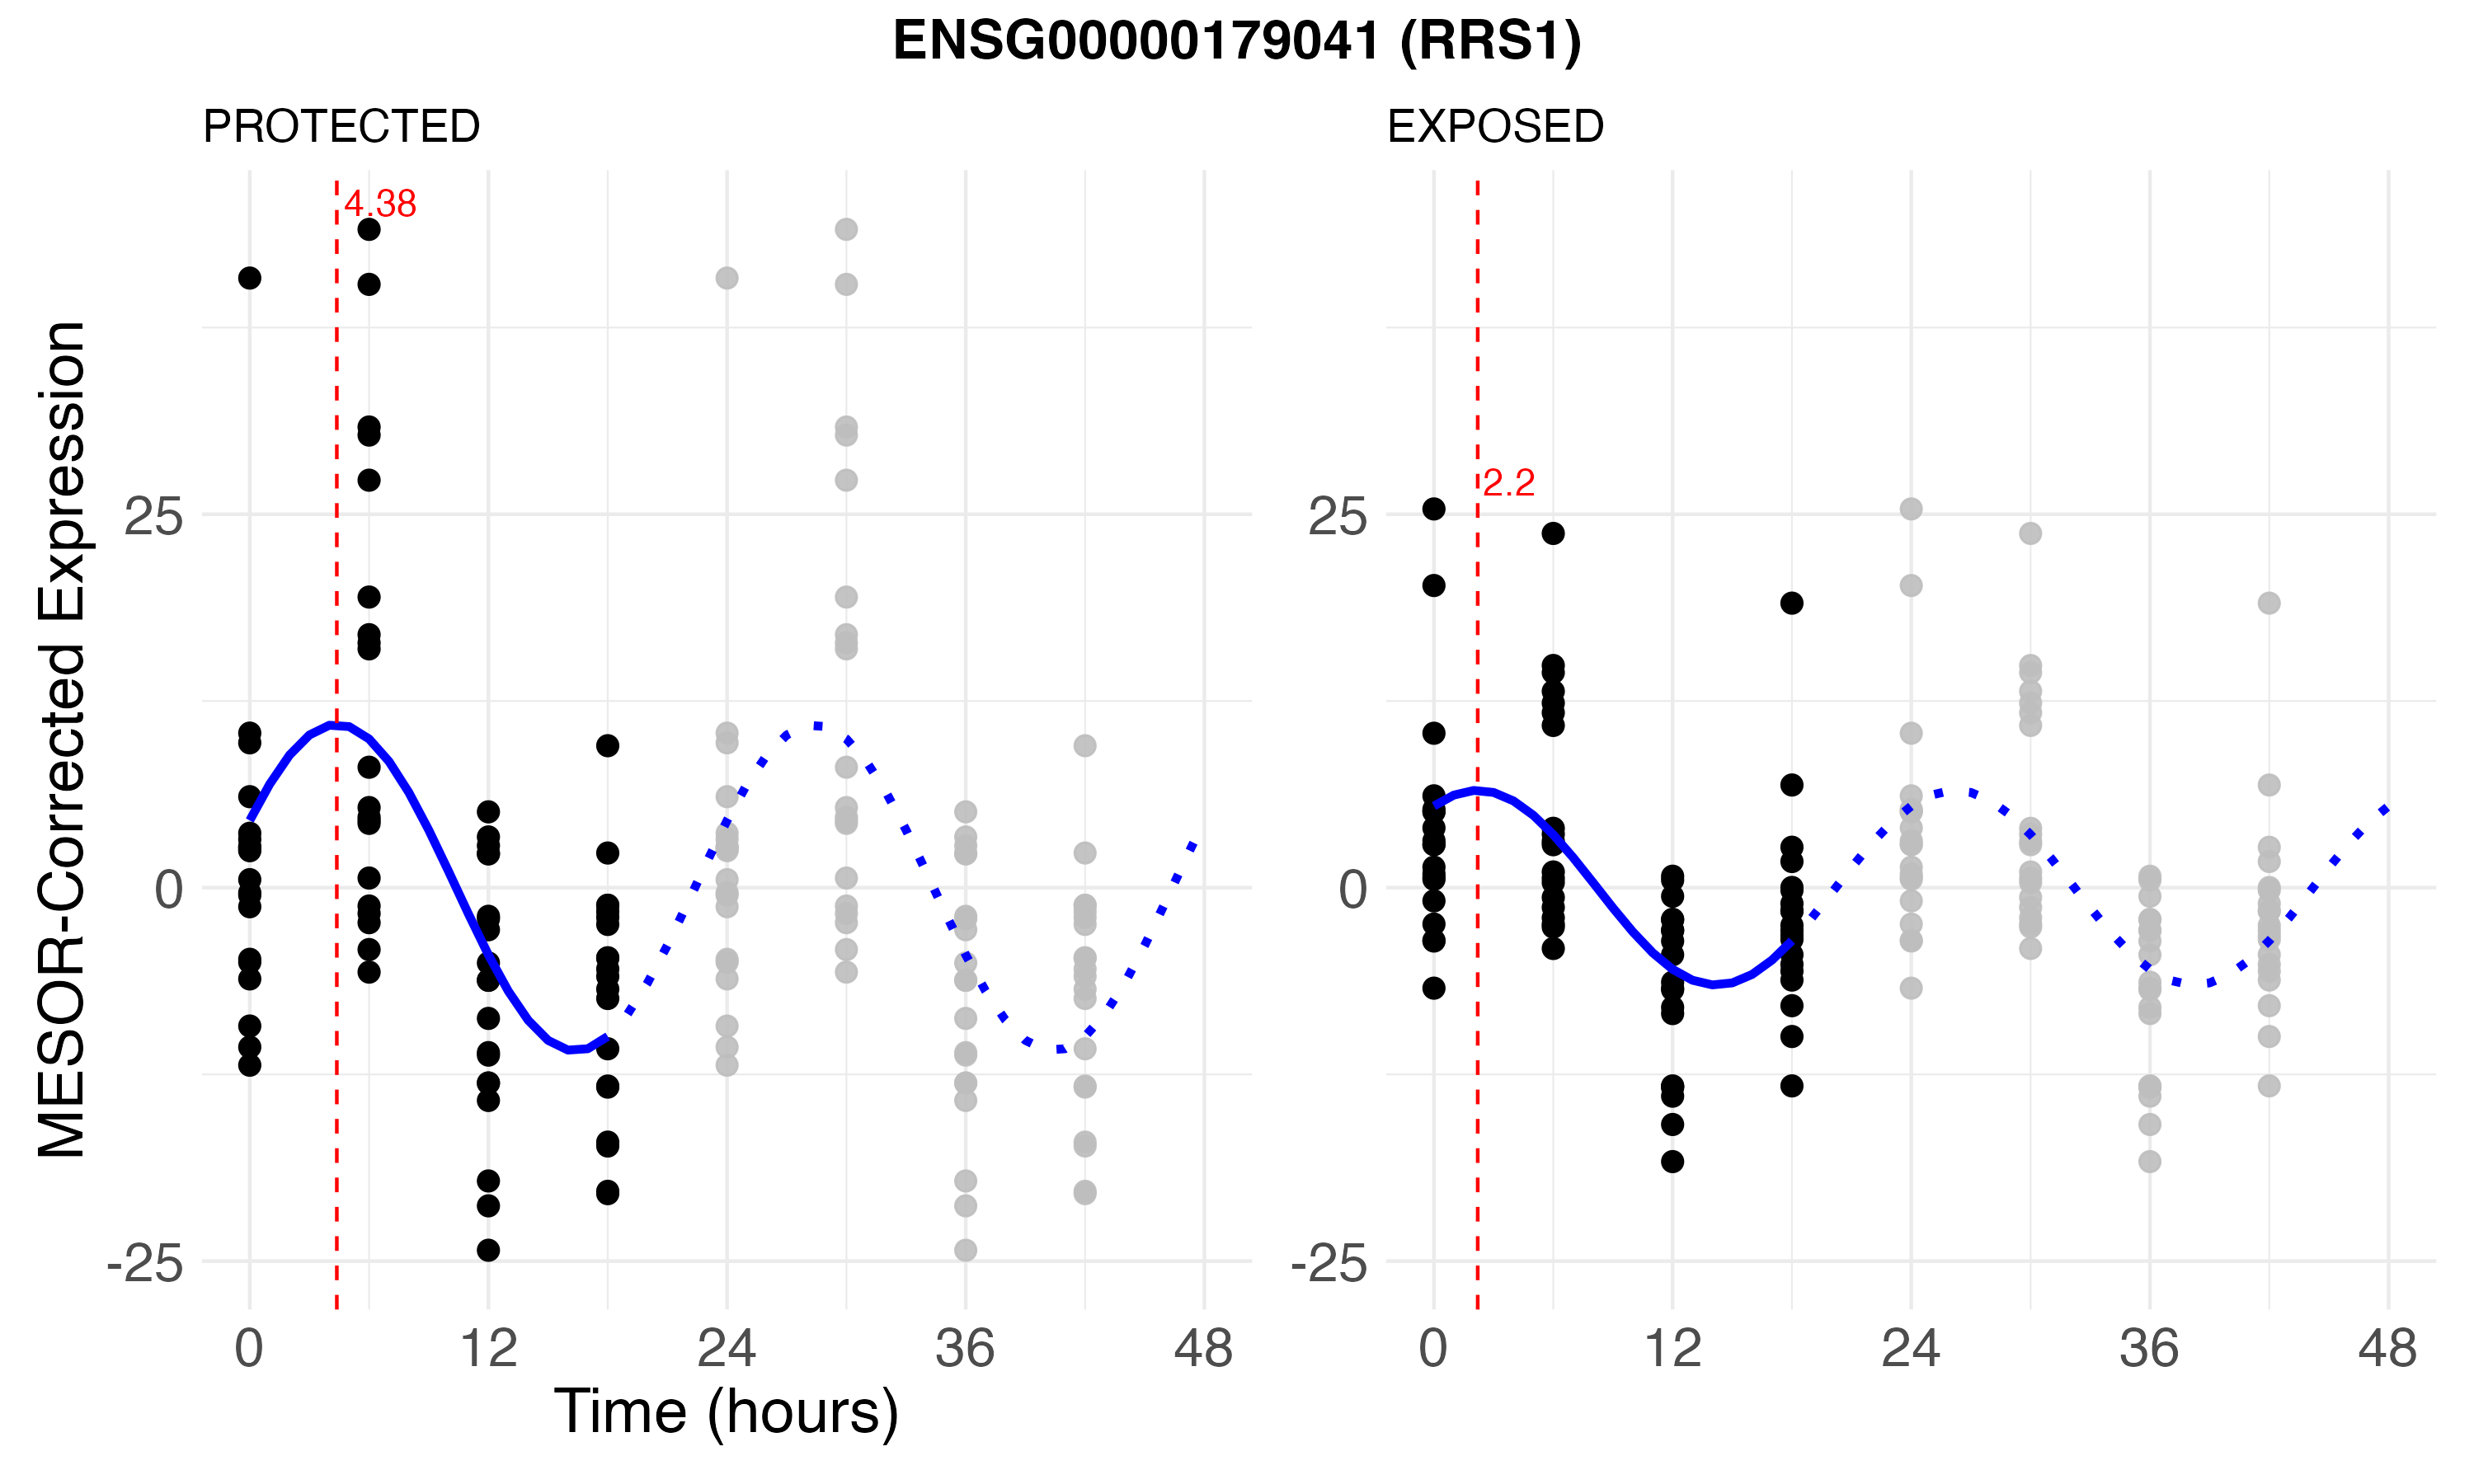 ENSG00000179041 (RRS1)
PROTECTED
EXPOSED
4.38
2.2
MESOR-Corrected Expression
25
0
-25
25
0
-25
0 12 24 36 48
0 12 24 36 48
Time (hours)